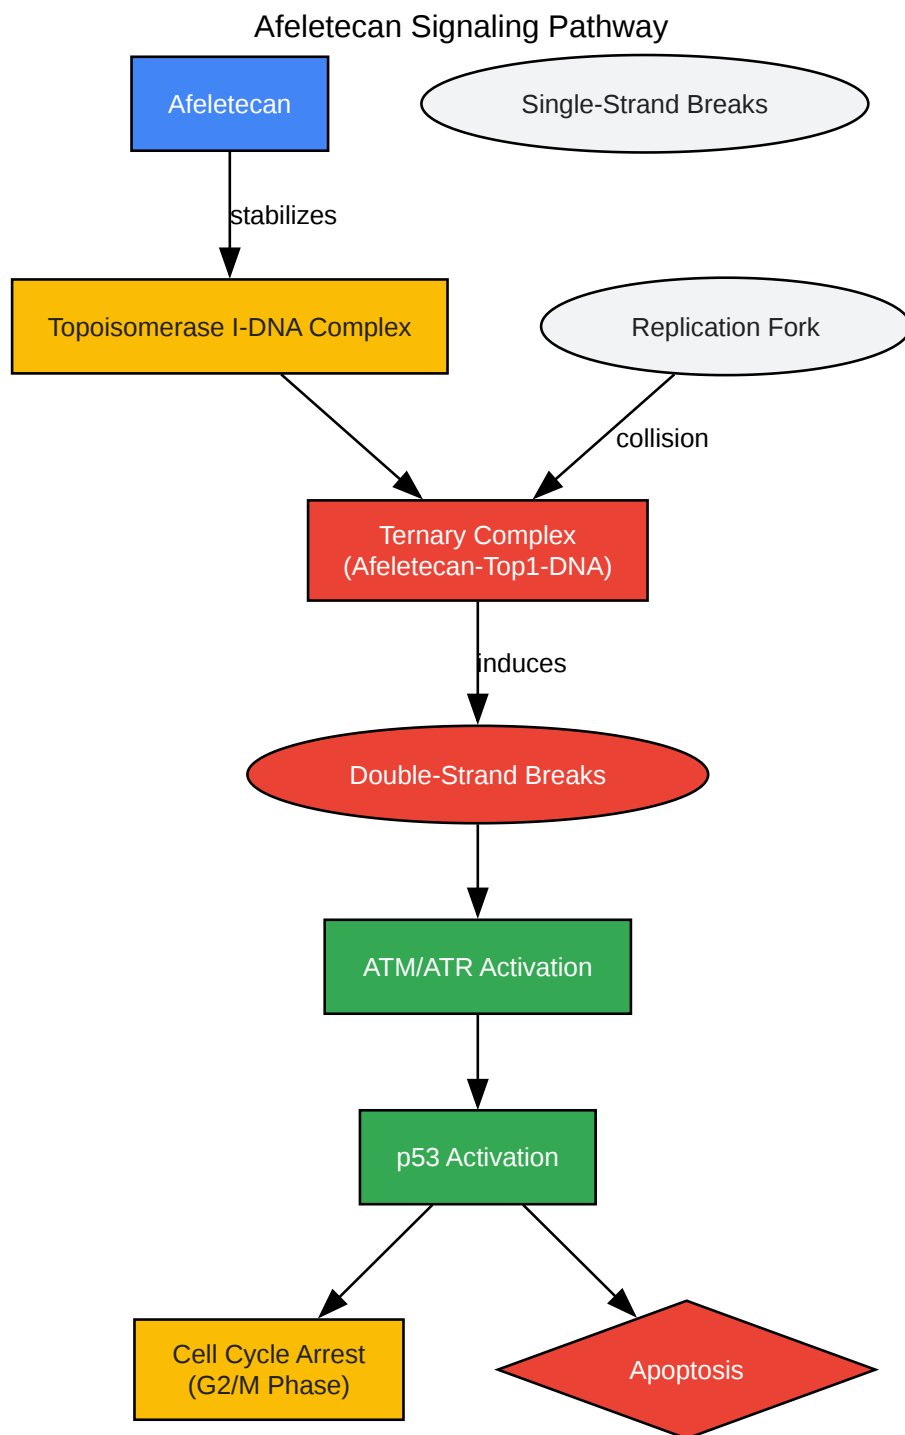 Afeletecan Signaling Pathway
Afeletecan
Single-Strand Breaks
stabilizes
Topoisomerase I-DNA Complex
Replication Fork
collision
Ternary Complex
(Afeletecan-Top1-DNA)
induces
Double-Strand Breaks
ATM/ATR Activation
p53 Activation
Cell Cycle Arrest
(G2/M Phase)
Apoptosis